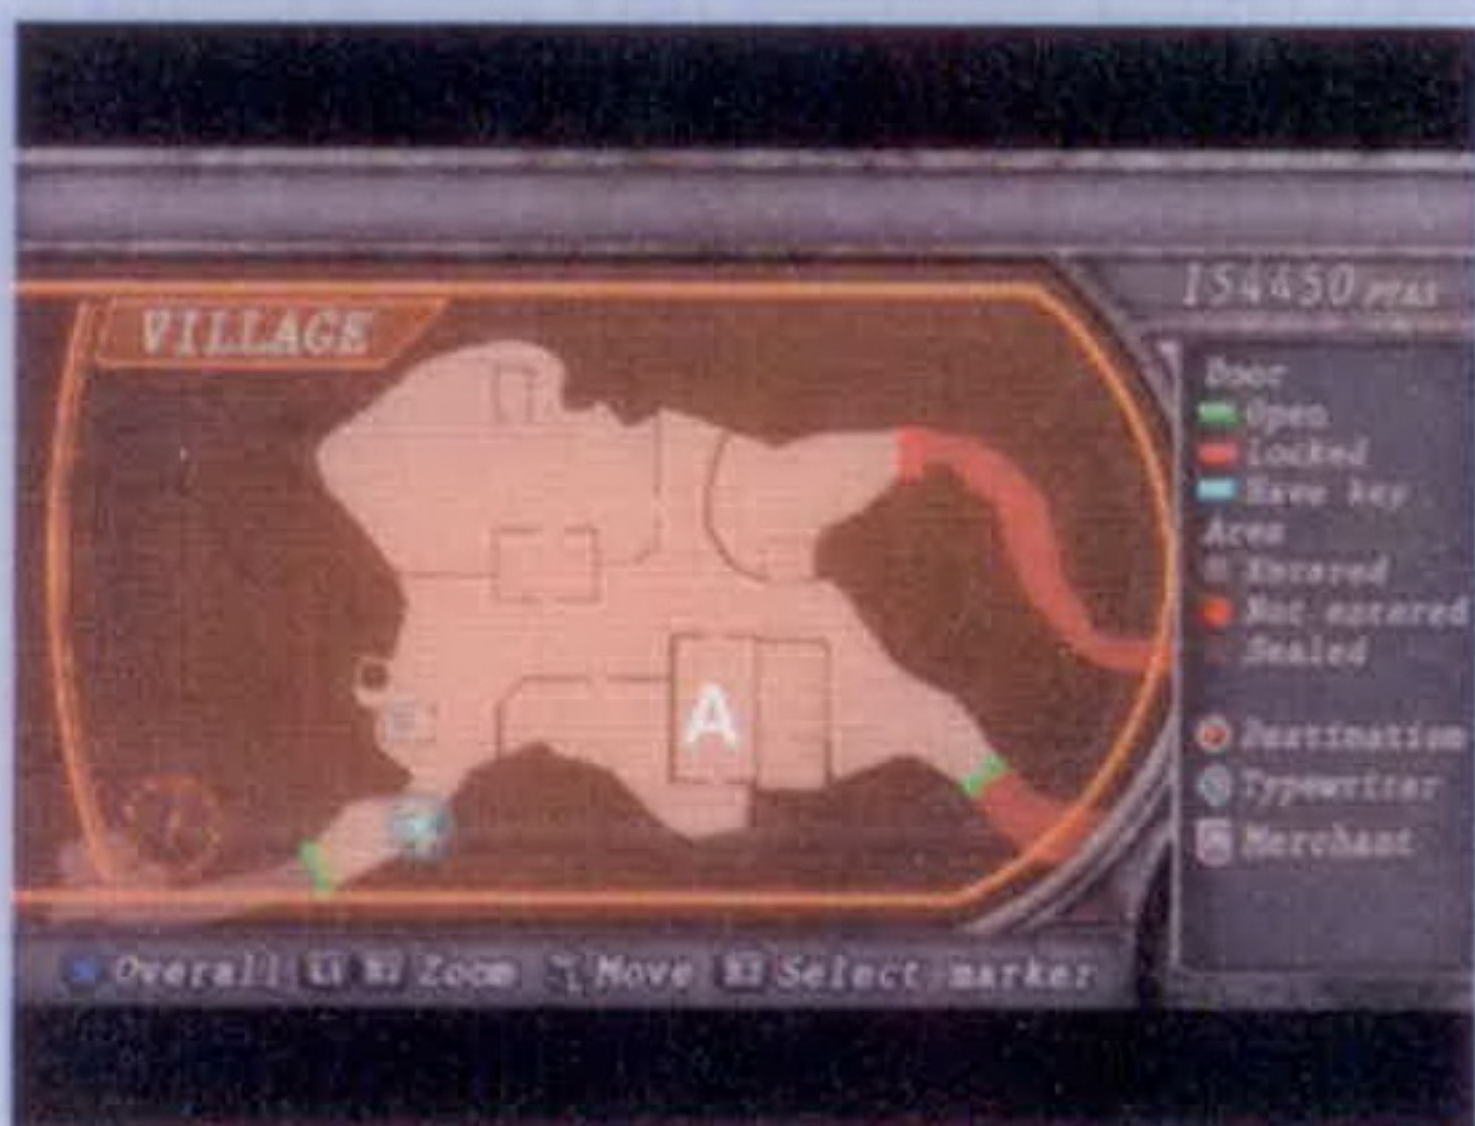 154450 PTAS
VILLAGE
Door
Open
Locked
Have key
Area
Entered
Not entered
Sealed
A
Destination
Typewriter
Merchant
Overall Zoom Move Select marker